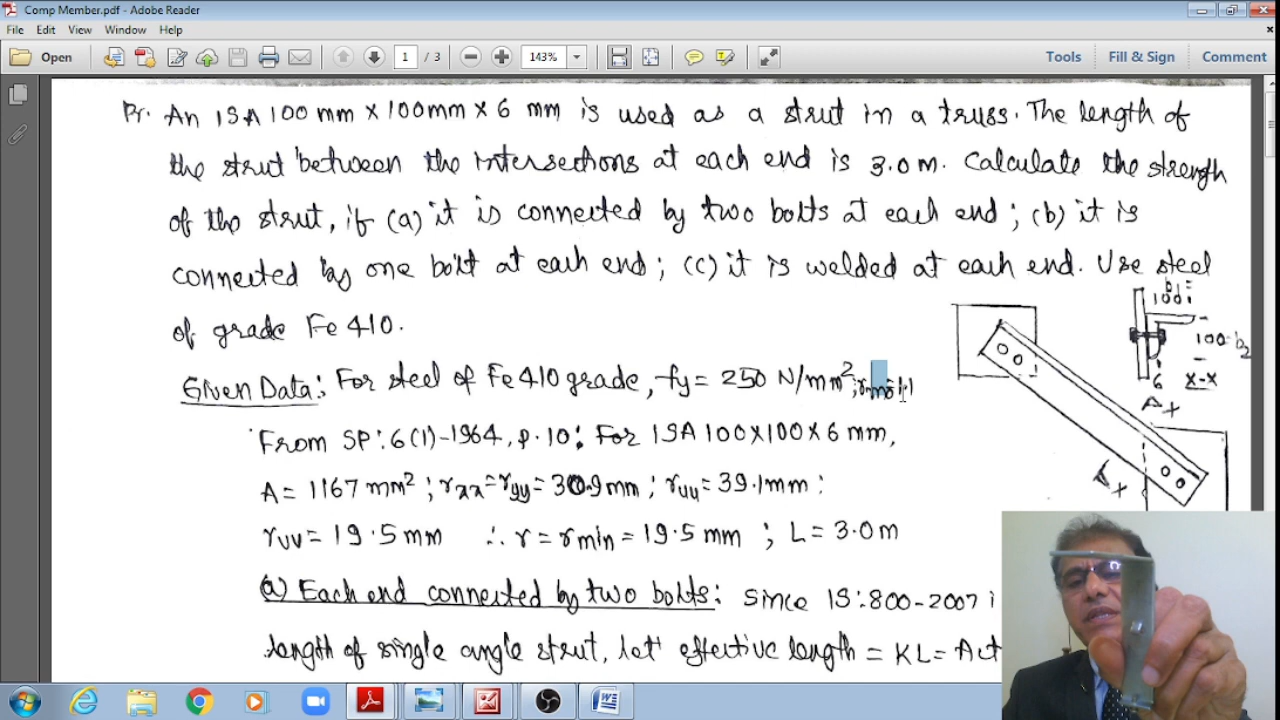 Comp Member.pdf - Adobe Reader
File Edit View Window Help
Open 1 / 3 143% Tools Fill & Sign Comment
Pr. An ISA 100 mm × 100mm × 6 mm is used as a strut in a truss. The length of
the strut between the intersections at each end is 3.0 m. Calculate the strength
of the strut, if (a) it is connected by two bolts at each end; (b) it is
connected by one bolt at each end; (c) it is welded at each end. Use steel
of grade Fe 410.
Given Data: For steel of Fe 410 grade, fy = 250 N/mm²;
From SP: 6(1)-1964, p.10: For ISA 100×100×6 mm,
A = 1167 mm²; rxx = ryy = 30.9 mm; ruu = 39.1mm:
rvv = 19.5 mm ∴ r = rmin = 19.5 mm ; L = 3.0 m
(a) Each end connected by two bolts: Since IS:800-2007 i
length of single angle strut, let effective length = KL = Act
b1=
100
100=b2
6 X-X